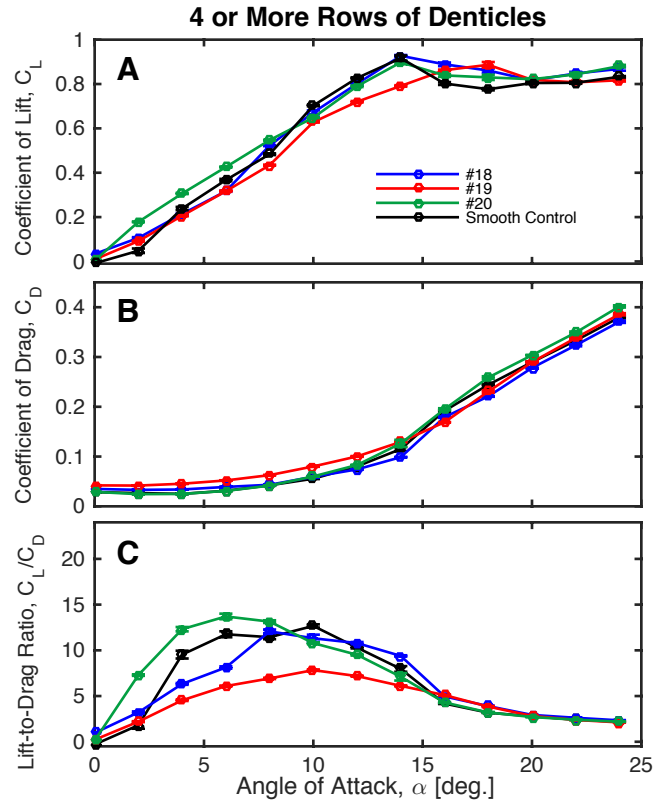 4 or More Rows of Denticles
A
Coefficient of Lift, C_L
1
0.8
0.6
0.4
0.2
0
#18
#19
#20
Smooth Control
B
Coefficient of Drag, C_D
0.4
0.3
0.2
0.1
0
C
Lift-to-Drag Ratio, C_L/C_D
20
15
10
5
0
0 5 10 15 20 25
Angle of Attack, α [deg.]